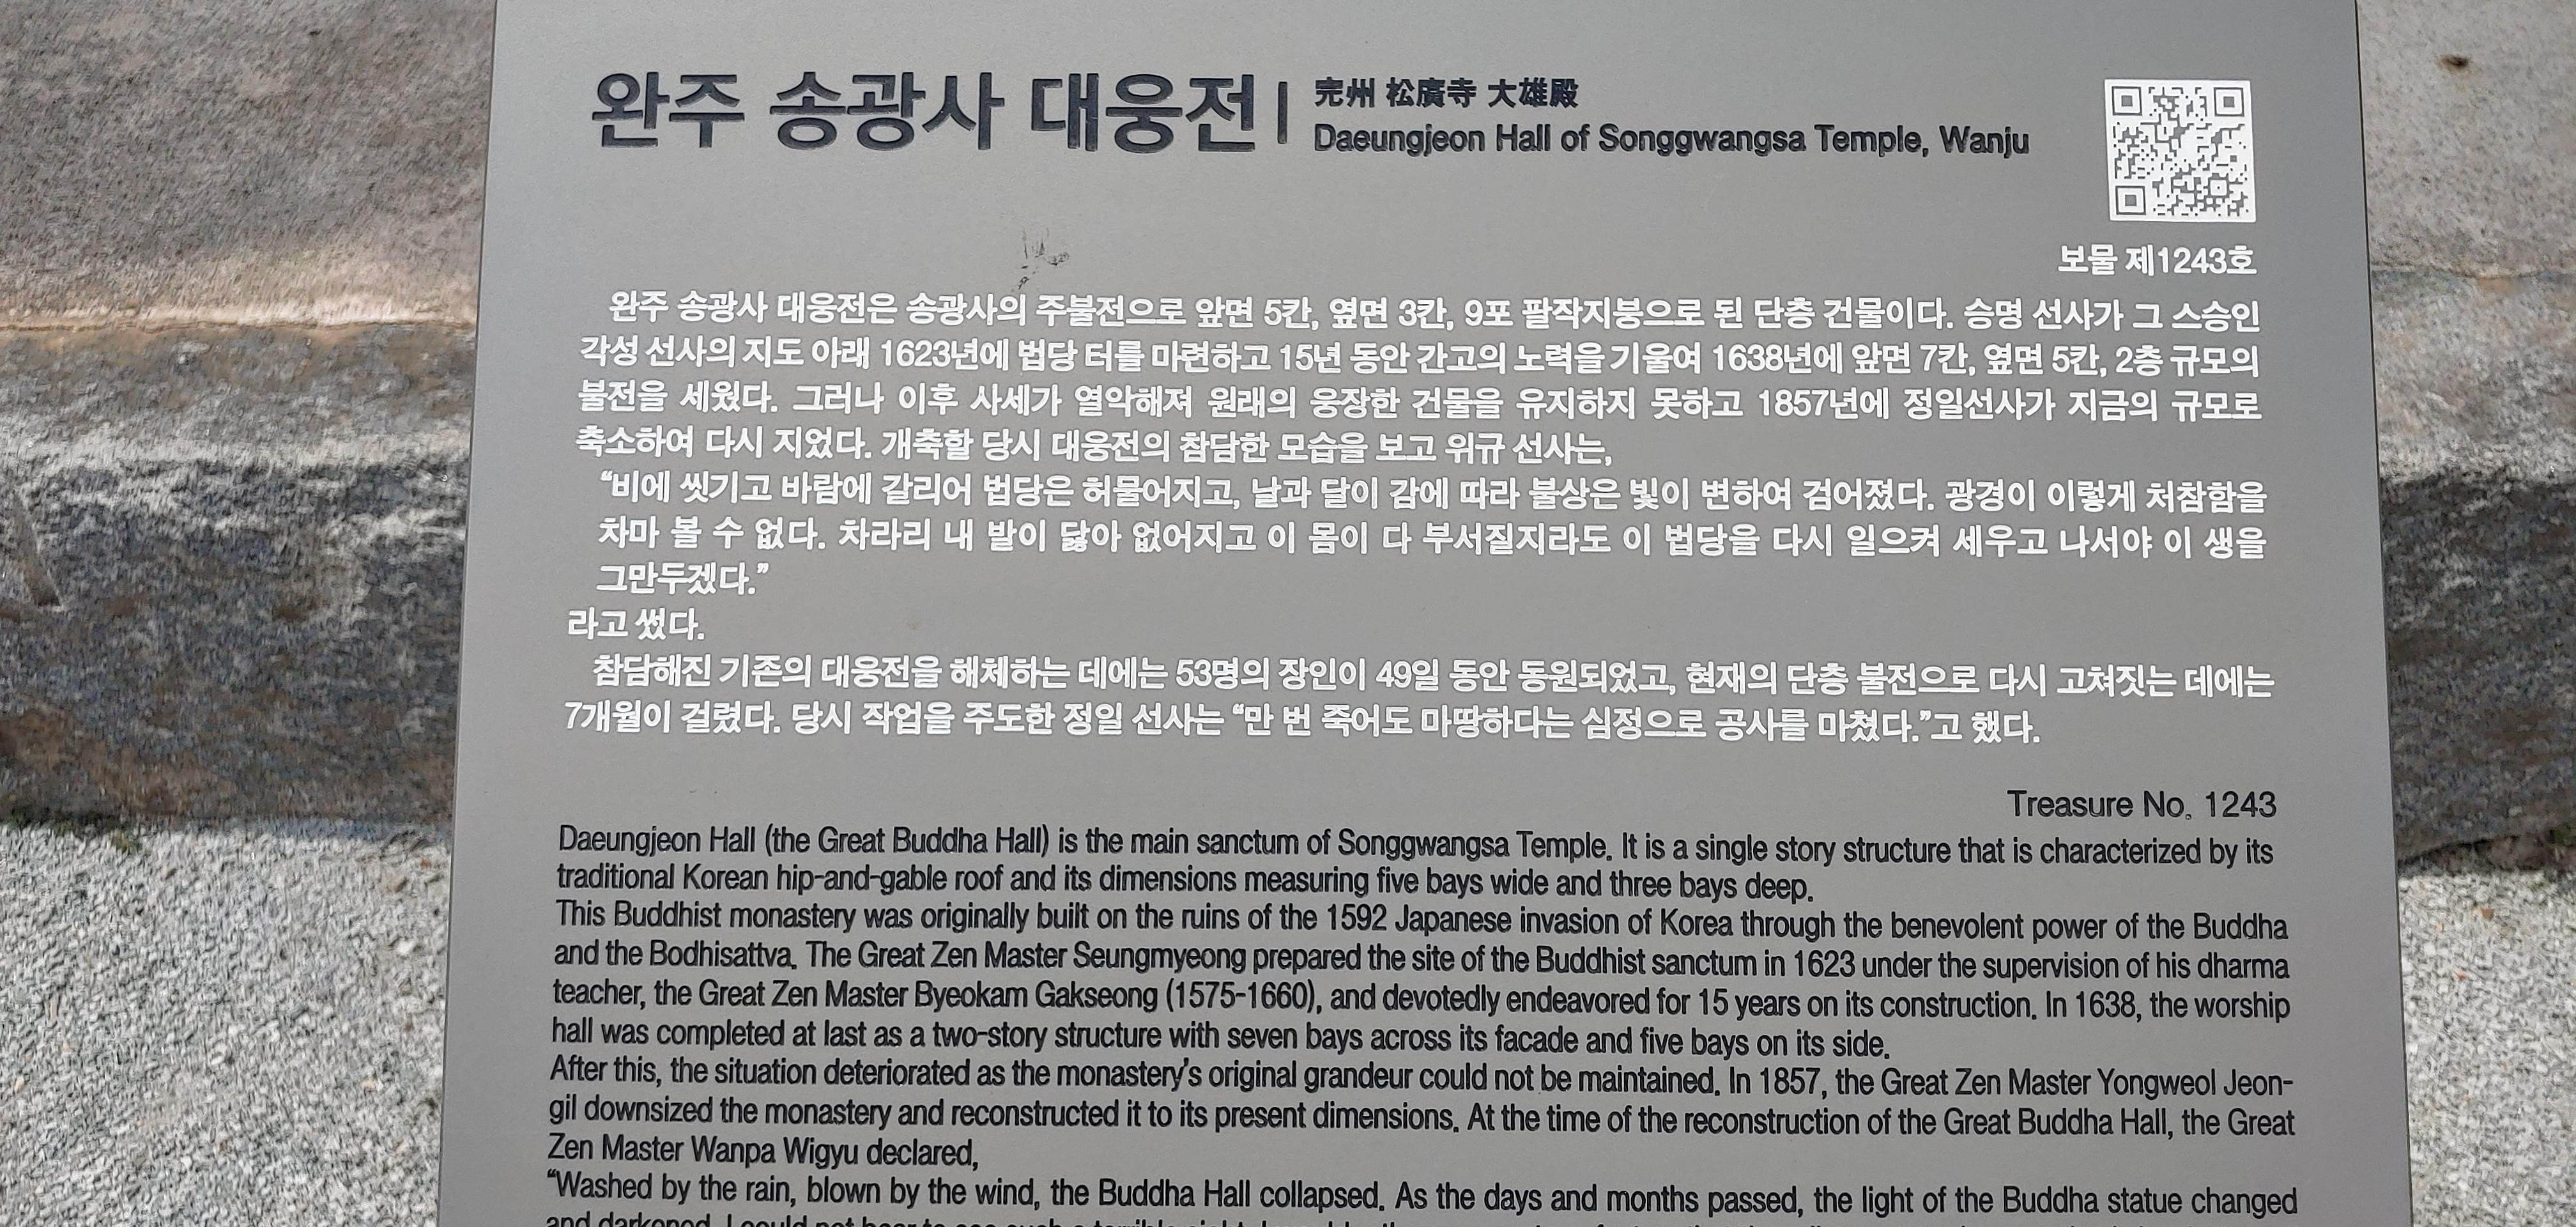 완주 송광사 대웅전
完州 松廣寺 大雄殿
Daeungjeon Hall of Songgwangsa Temple, Wanju
보물 제1243호
완주 송광사 대웅전은 송광사의 주불전으로 앞면 5칸, 옆면 3칸, 9포 팔작지붕으로 된 단층 건물이다. 승명 선사가 그 스승인
각성 선사의 지도 아래 1623년에 법당 터를 마련하고 15년 동안 간고의 노력을 기울여 1638년에 앞면 7칸, 옆면 5칸, 2층 규모의
불전을 세웠다. 그러나 이후 사세가 열악해져 원래의 웅장한 건물을 유지하지 못하고 1857년에 정일선사가 지금의 규모로
축소하여 다시 지었다. 개축할 당시 대웅전의 참담한 모습을 보고 위규 선사는,
“비에 씻기고 바람에 갈리어 법당은 허물어지고, 날과 달이 감에 따라 불상은 빛이 변하여 검어졌다. 광경이 이렇게 처참함을
차마 볼 수 없다. 차라리 내 발이 닳아 없어지고 이 몸이 다 부서질지라도 이 법당을 다시 일으켜 세우고 나서야 이 생을
그만두겠다.”
라고 썼다.
참담해진 기존의 대웅전을 해체하는 데에는 53명의 장인이 49일 동안 동원되었고, 현재의 단층 불전으로 다시 고쳐짓는 데에는
7개월이 걸렸다. 당시 작업을 주도한 정일 선사는 “만 번 죽어도 마땅하다는 심정으로 공사를 마쳤다.”고 했다.
Treasure No. 1243
Daeungjeon Hall (the Great Buddha Hall) is the main sanctum of Songgwangsa Temple. It is a single story structure that is characterized by its
traditional Korean hip-and-gable roof and its dimensions measuring five bays wide and three bays deep.
This Buddhist monastery was originally built on the ruins of the 1592 Japanese invasion of Korea through the benevolent power of the Buddha
and the Bodhisattva. The Great Zen Master Seungmyeong prepared the site of the Buddhist sanctum in 1623 under the supervision of his dharma
teacher, the Great Zen Master Byeokam Gakseong (1575-1660), and devotedly endeavored for 15 years on its construction. In 1638, the worship
hall was completed at last as a two-story structure with seven bays across its facade and five bays on its side.
After this, the situation deteriorated as the monastery's original grandeur could not be maintained. In 1857, the Great Zen Master Yongweol Jeon-
gil downsized the monastery and reconstructed it to its present dimensions. At the time of the reconstruction of the Great Buddha Hall, the Great
Zen Master Wanpa Wigyu declared,
“Washed by the rain, blown by the wind, the Buddha Hall collapsed. As the days and months passed, the light of the Buddha statue changed
and darkened. I could not bear to see such a terrible sight.